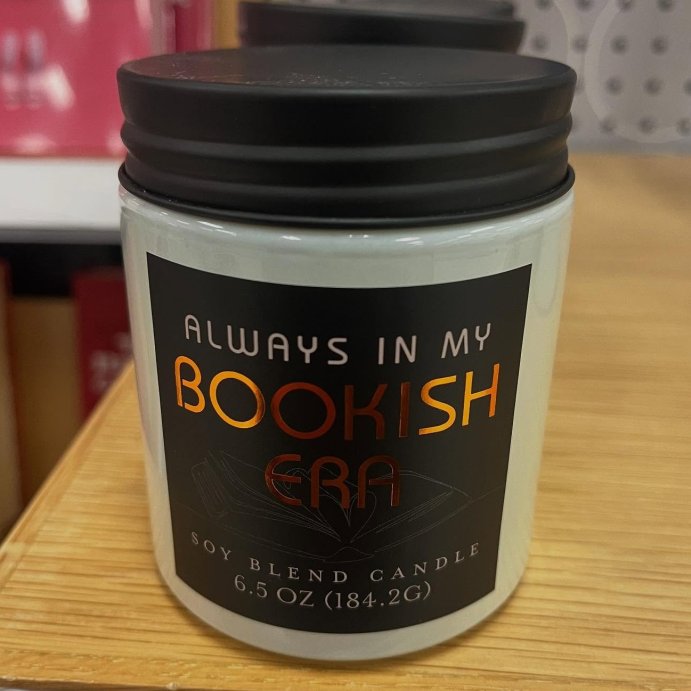 ALWAYS IN MY
BOOKISH
ERA
SOY BLEND CANDLE
6.5 OZ (184.2G)